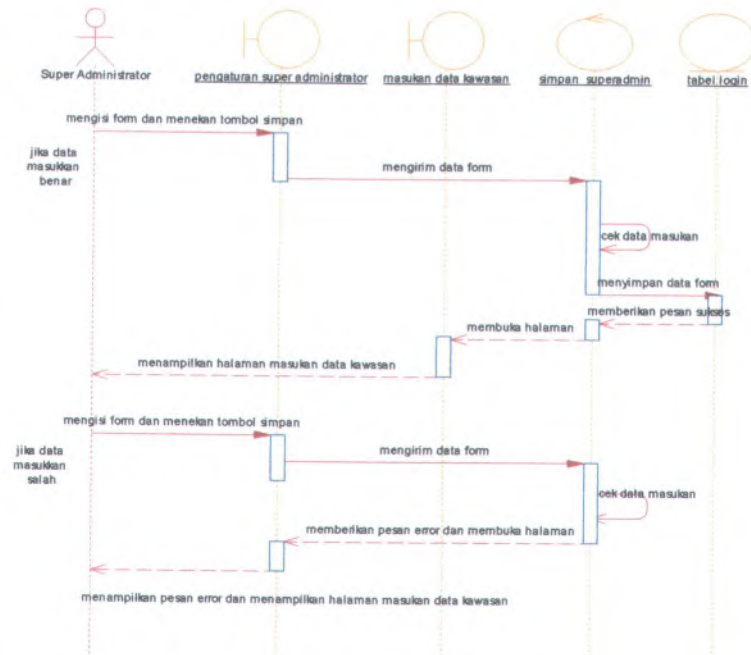 Super Administrator
pengaturan super administrator
masukan data kawasan
simpan superadmin
tabel login
mengisi form dan menekan tombol simpan
jika data
masukkan
benar
mengirim data form
cek data masukan
menyimpan data form
memberikan pesan sukses
membuka halaman
menampilkan halaman masukan data kawasan
mengisi form dan menekan tombol simpan
jika data
masukkan
salah
mengirim data form
cek data masukan
memberikan pesan error dan membuka halaman
menampilkan pesan error dan menampilkan halaman masukan data kawasan